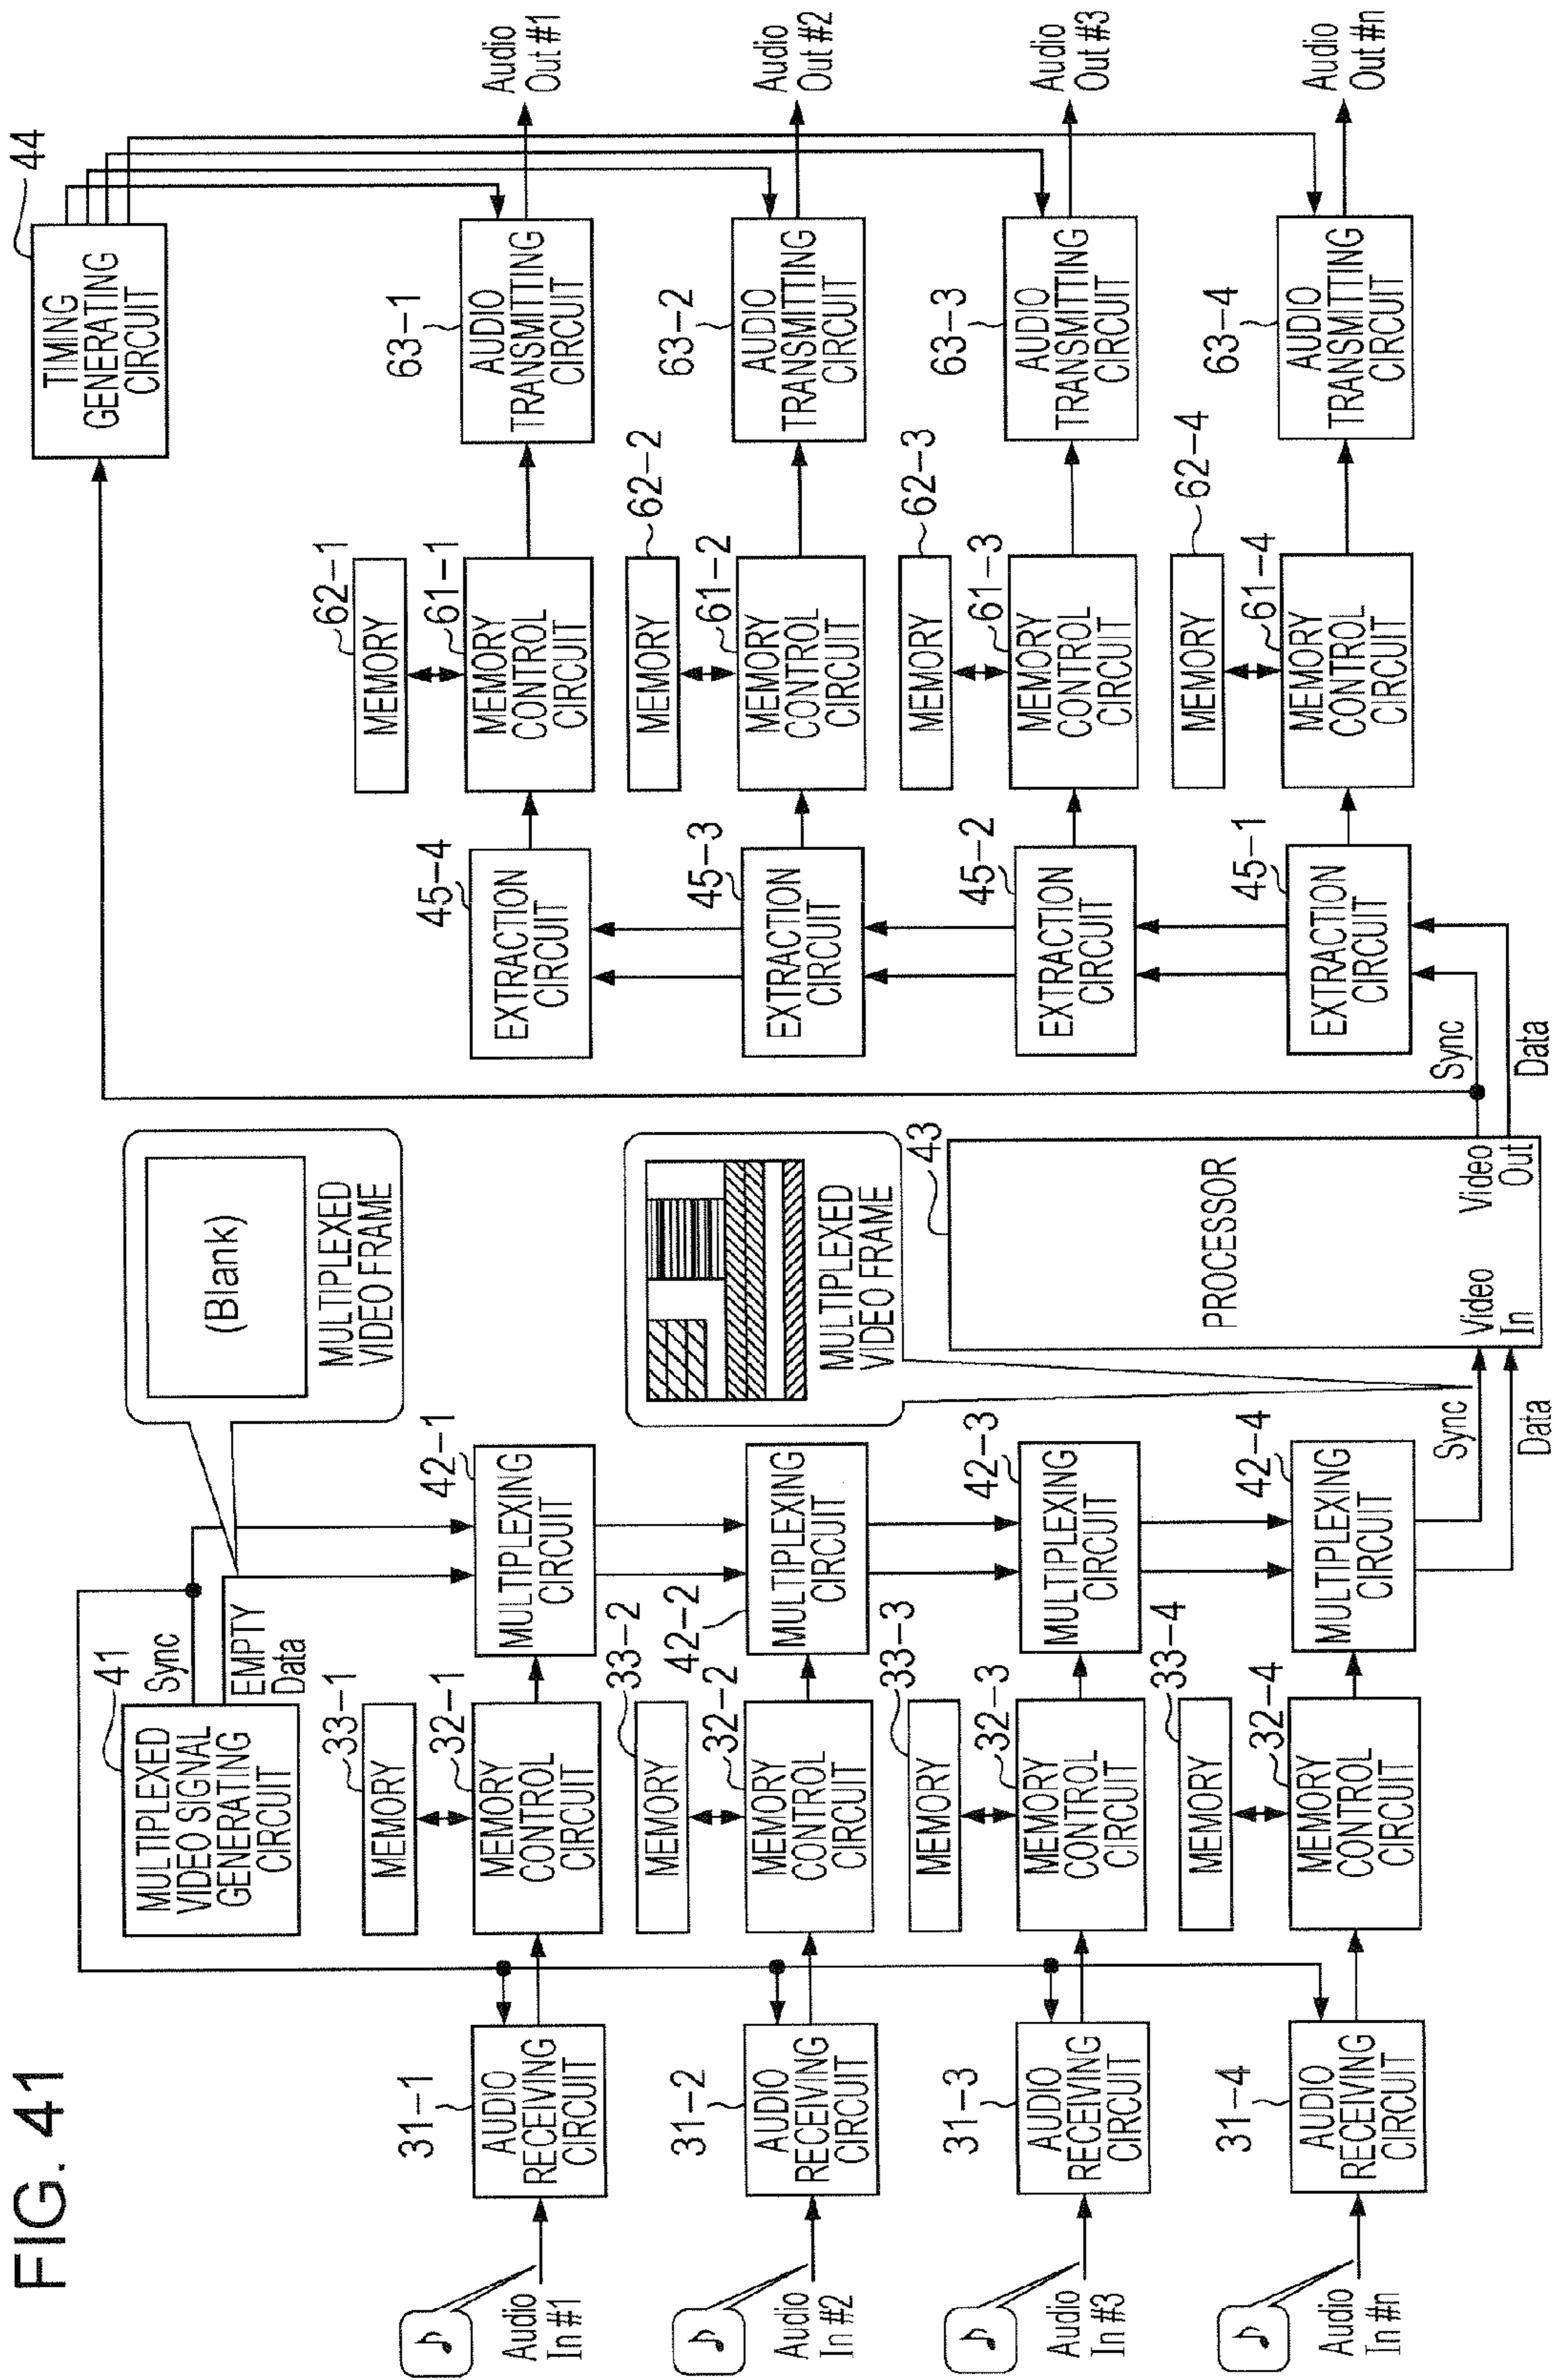 FIG. 41
MULTIPLEXED
VIDEO SIGNAL
GENERATING
CIRCUIT
41
Sync
EMPTY
Data
(Blank)
MULTIPLEXED
VIDEO FRAME
TIMING
GENERATING
CIRCUIT
44
Audio
In #1
31-1
AUDIO
RECEIVING
CIRCUIT
33-1
MEMORY
32-1
MEMORY
CONTROL
CIRCUIT
42-1
MULTIPLEXING
CIRCUIT
45-4
EXTRACTION
CIRCUIT
62-1
MEMORY
61-1
MEMORY
CONTROL
CIRCUIT
63-1
AUDIO
TRANSMITTING
CIRCUIT
Audio
Out #1
Audio
In #2
31-2
AUDIO
RECEIVING
CIRCUIT
33-2
MEMORY
32-2
MEMORY
CONTROL
CIRCUIT
42-2
MULTIPLEXING
CIRCUIT
MULTIPLEXED
VIDEO FRAME
45-3
EXTRACTION
CIRCUIT
62-2
MEMORY
61-2
MEMORY
CONTROL
CIRCUIT
63-2
AUDIO
TRANSMITTING
CIRCUIT
Audio
Out #2
Audio
In #3
31-3
AUDIO
RECEIVING
CIRCUIT
33-3
MEMORY
32-3
MEMORY
CONTROL
CIRCUIT
42-3
MULTIPLEXING
CIRCUIT
45-2
EXTRACTION
CIRCUIT
62-3
MEMORY
61-3
MEMORY
CONTROL
CIRCUIT
63-3
AUDIO
TRANSMITTING
CIRCUIT
Audio
Out #3
Audio
In #n
31-4
AUDIO
RECEIVING
CIRCUIT
33-4
MEMORY
32-4
MEMORY
CONTROL
CIRCUIT
42-4
MULTIPLEXING
CIRCUIT
Sync
Data
43
PROCESSOR
Video
In
Video
Out
Sync
Data
45-1
EXTRACTION
CIRCUIT
62-4
MEMORY
61-4
MEMORY
CONTROL
CIRCUIT
63-4
AUDIO
TRANSMITTING
CIRCUIT
Audio
Out #n